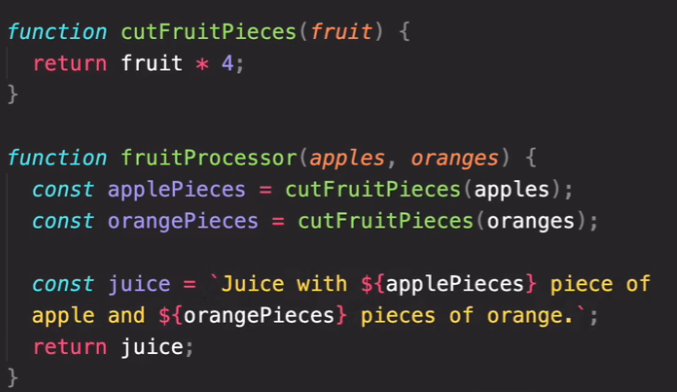 function cutFruitPieces(fruit) {
  return fruit * 4;
}

function fruitProcessor(apples, oranges) {
  const applePieces = cutFruitPieces(apples);
  const orangePieces = cutFruitPieces(oranges);

  const juice = `Juice with ${applePieces} piece of
  apple and ${orangePieces} pieces of orange.`;
  return juice;
}